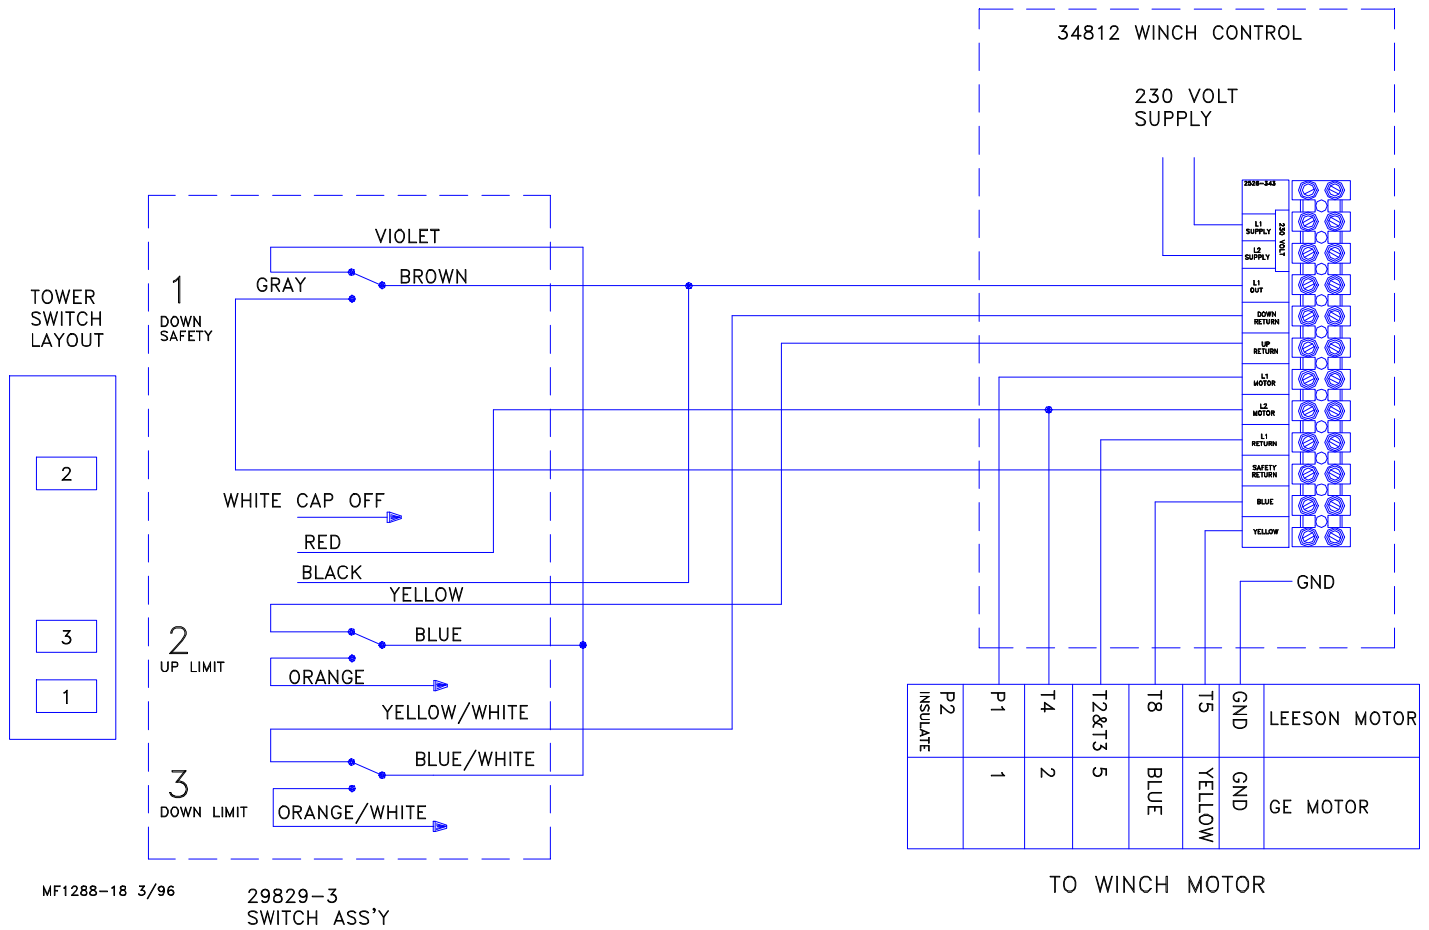 34812 WINCH CONTROL
230 VOLT
SUPPLY
2526-343
L1
SUPPLY
L2
SUPPLY
230 VOLT
L1
OUT
DOWN
RETURN
UP
RETURN
L1
MOTOR
L2
MOTOR
L1
RETURN
SAFETY
RETURN
BLUE
YELLOW
GND
TOWER
SWITCH
LAYOUT
2
3
1
1
DOWN
SAFETY
VIOLET
GRAY
BROWN
WHITE CAP OFF
RED
BLACK
YELLOW
2
UP LIMIT
BLUE
ORANGE
YELLOW/WHITE
3
DOWN LIMIT
BLUE/WHITE
ORANGE/WHITE
MF1288-18 3/96
29829-3
SWITCH ASS'Y
P2
INSULATE
P1
T4
T2&T3
T8
T5
GND
LEESON MOTOR
1
2
5
BLUE
YELLOW
GND
GE MOTOR
TO WINCH MOTOR